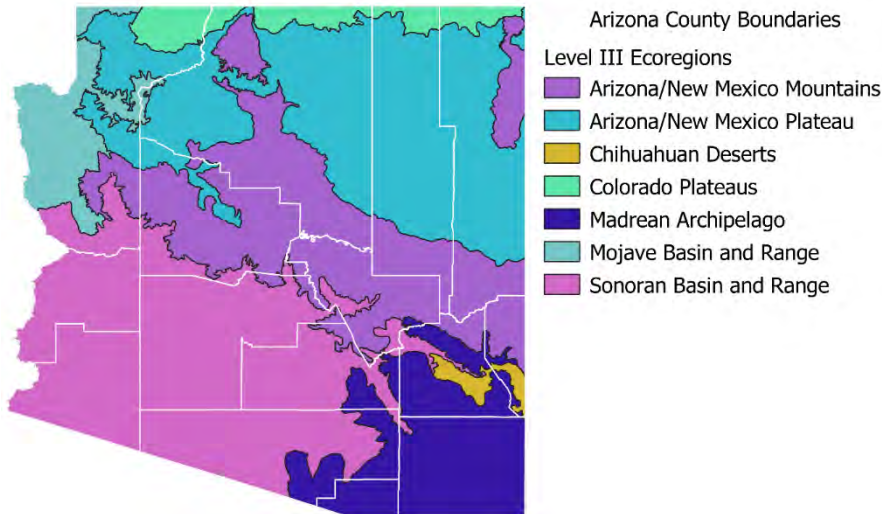 Arizona County Boundaries
Level III Ecoregions
Arizona/New Mexico Mountains
Arizona/New Mexico Plateau
Chihuahuan Deserts
Colorado Plateaus
Madrean Archipelago
Mojave Basin and Range
Sonoran Basin and Range